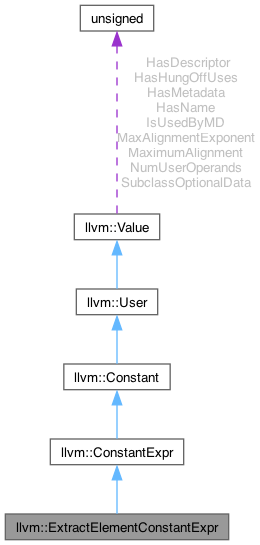 unsigned
HasDescriptor
HasHungOffUses
HasMetadata
HasName
IsUsedByMD
MaxAlignmentExponent
MaximumAlignment
NumUserOperands
SubclassOptionalData
llvm::Value
llvm::User
llvm::Constant
llvm::ConstantExpr
llvm::ExtractElementConstantExpr